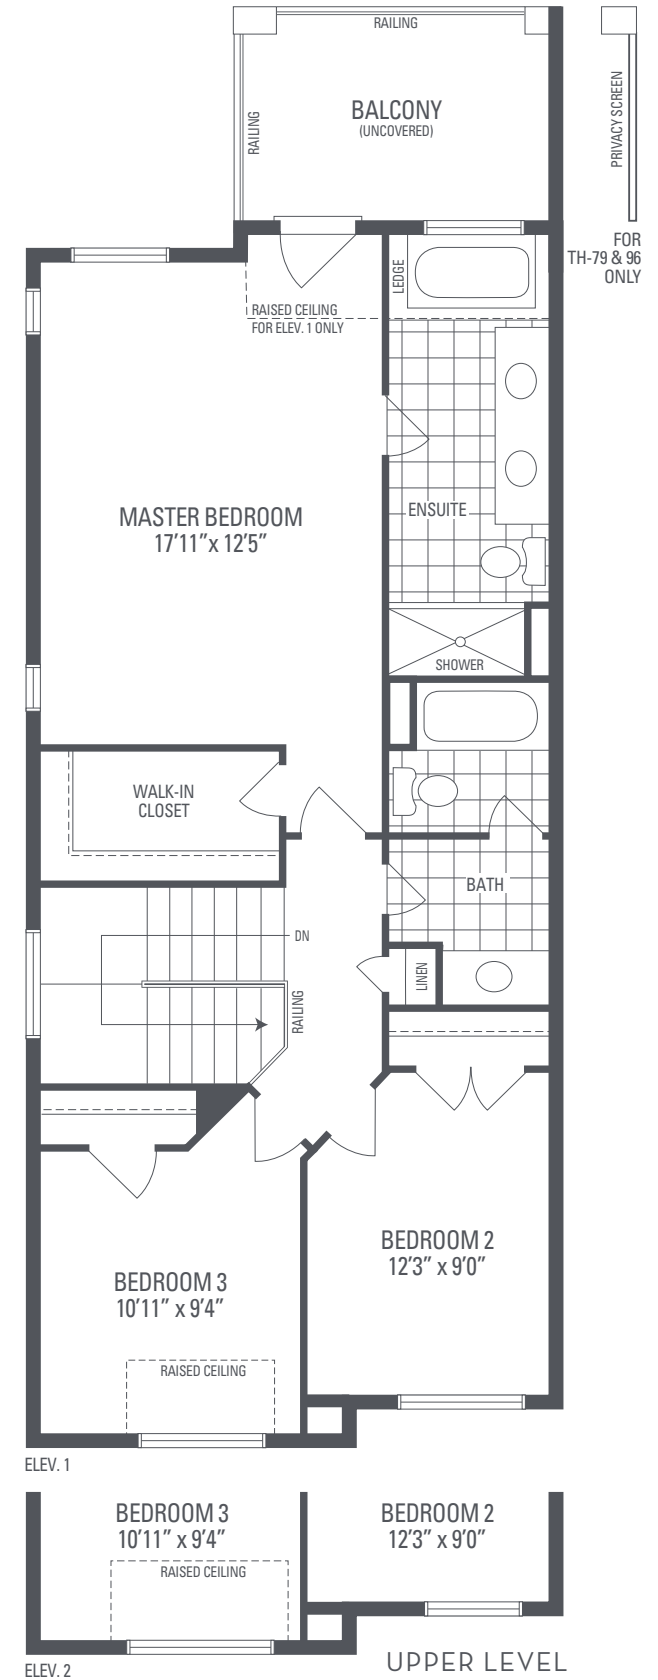 RAILING
BALCONY
(UNCOVERED)
RAILING
PRIVACY SCREEN
FOR
TH-79 & 96
ONLY
LEDGE
RAISED CEILING
FOR ELEV. 1 ONLY
MASTER BEDROOM
17'11" x 12'5"
ENSUITE
SHOWER
WALK-IN
CLOSET
BATH
DN
LINEN
RAILING
BEDROOM 2
12'3" x 9'0"
BEDROOM 3
10'11" x 9'4"
RAISED CEILING
ELEV. 1
BEDROOM 3
10'11" x 9'4"
BEDROOM 2
12'3" x 9'0"
RAISED CEILING
ELEV. 2
UPPER LEVEL